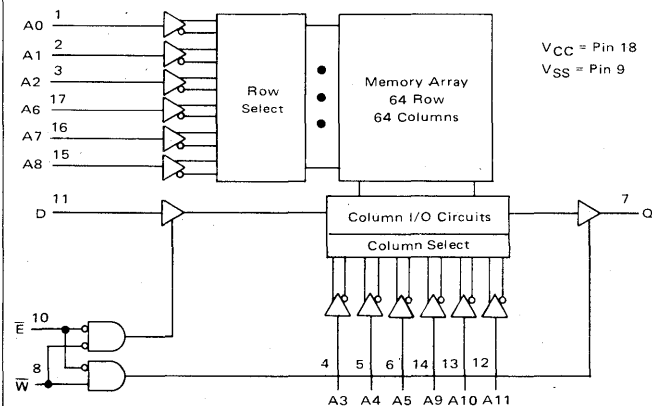 A0 1
A1 2
A2 3
A6 17
A7 16
A8 15
Row
Select
Memory Array
64 Row
64 Columns
VCC = Pin 18
VSS = Pin 9
D 11
Column I/O Circuits
Column Select
7 Q
E 10
W 8
4 5 6 14 13 12
A3 A4 A5 A9 A10 A11